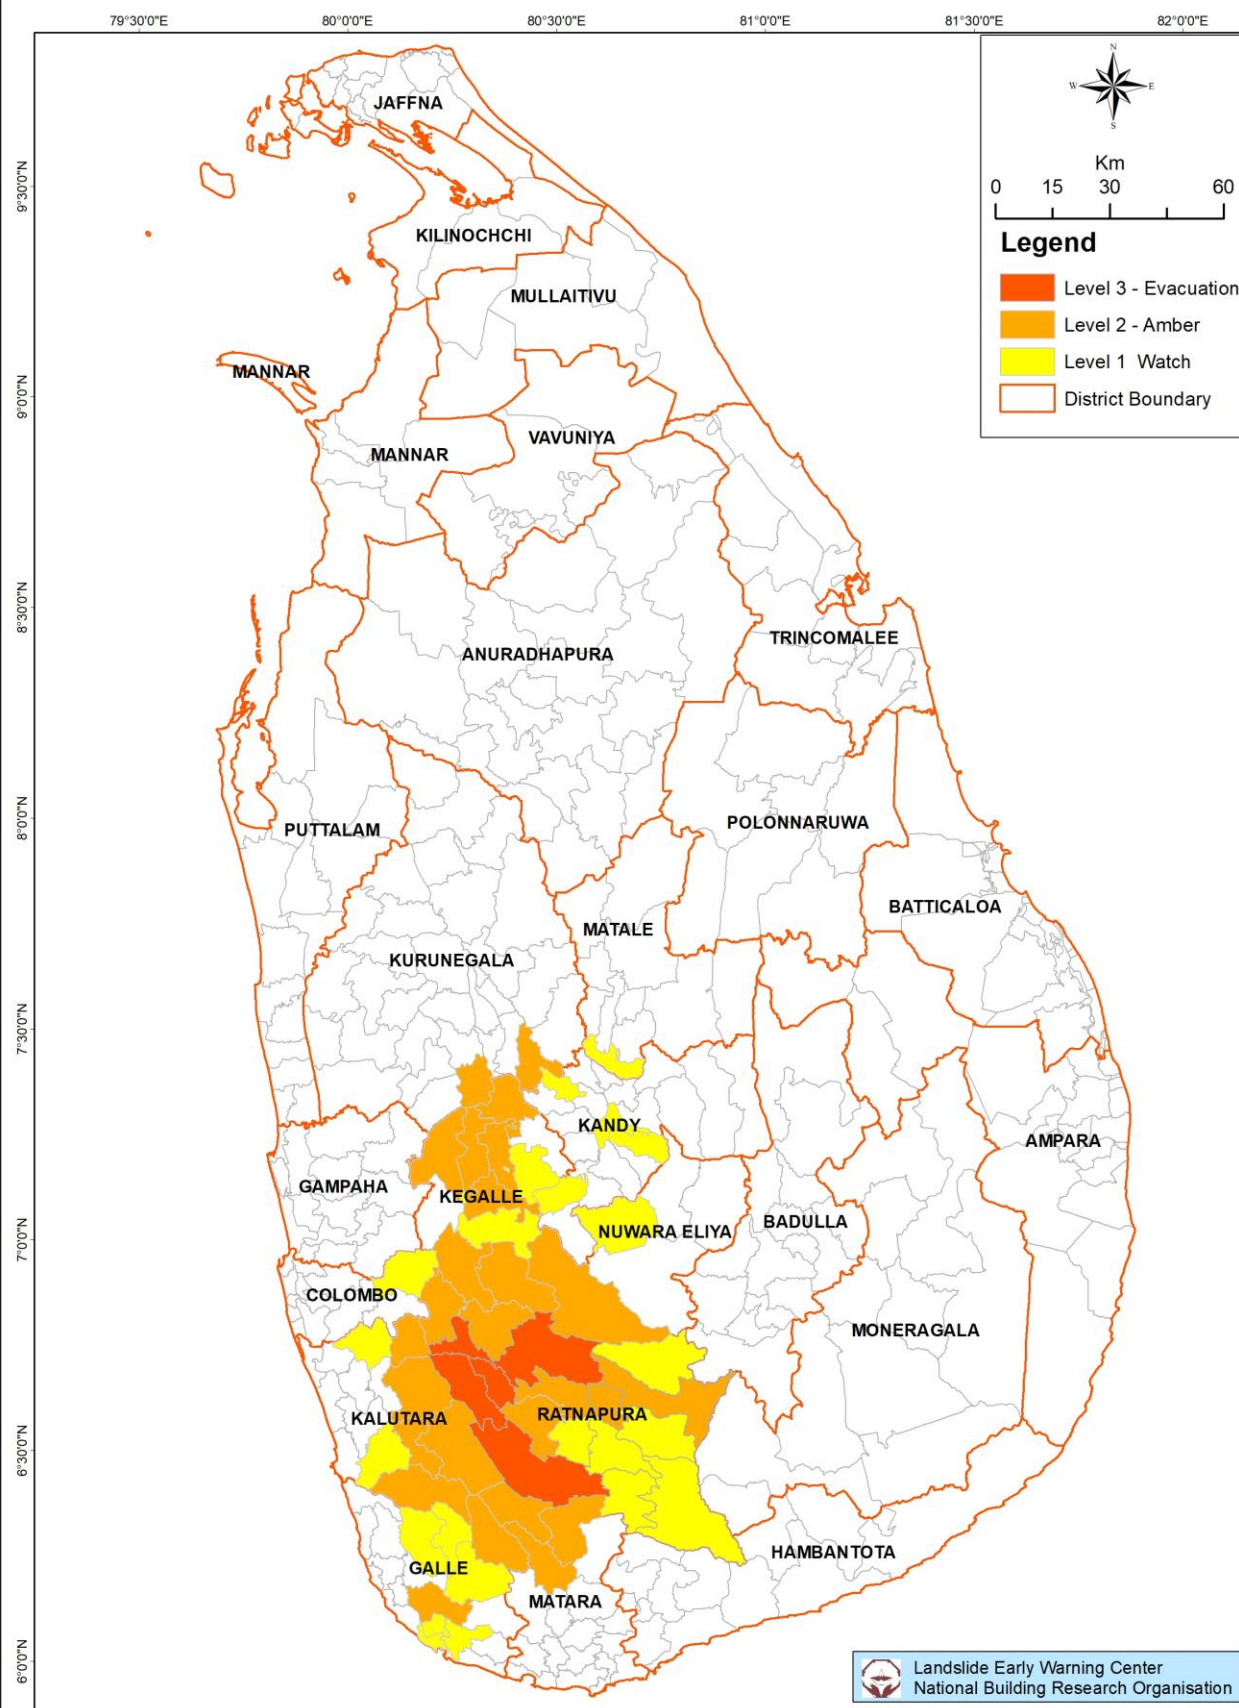 79°30'0"E
80°0'0"E
80°30'0"E
81°0'0"E
81°30'0"E
82°0'0"E
N
W
E
S
Km
0
15
30
60
Legend
Level 3 - Evacuation
Level 2 - Amber
Level 1 Watch
District Boundary
9°30'0"N
9°0'0"N
8°30'0"N
8°0'0"N
7°30'0"N
7°0'0"N
6°30'0"N
6°0'0"N
JAFFNA
KILINOCHCHI
MULLAITIVU
MANNAR
VAVUNIYA
MANNAR
TRINCOMALEE
ANURADHAPURA
PUTTALAM
POLONNARUWA
BATTICALOA
MATALE
KURUNEGALA
KANDY
AMPARA
GAMPAHA
KEGALLE
BADULLA
NUWARA ELIYA
COLOMBO
MONERAGALA
KALUTARA
RATNAPURA
HAMBANTOTA
GALLE
MATARA
Landslide Early Warning Center
National Building Research Organisation